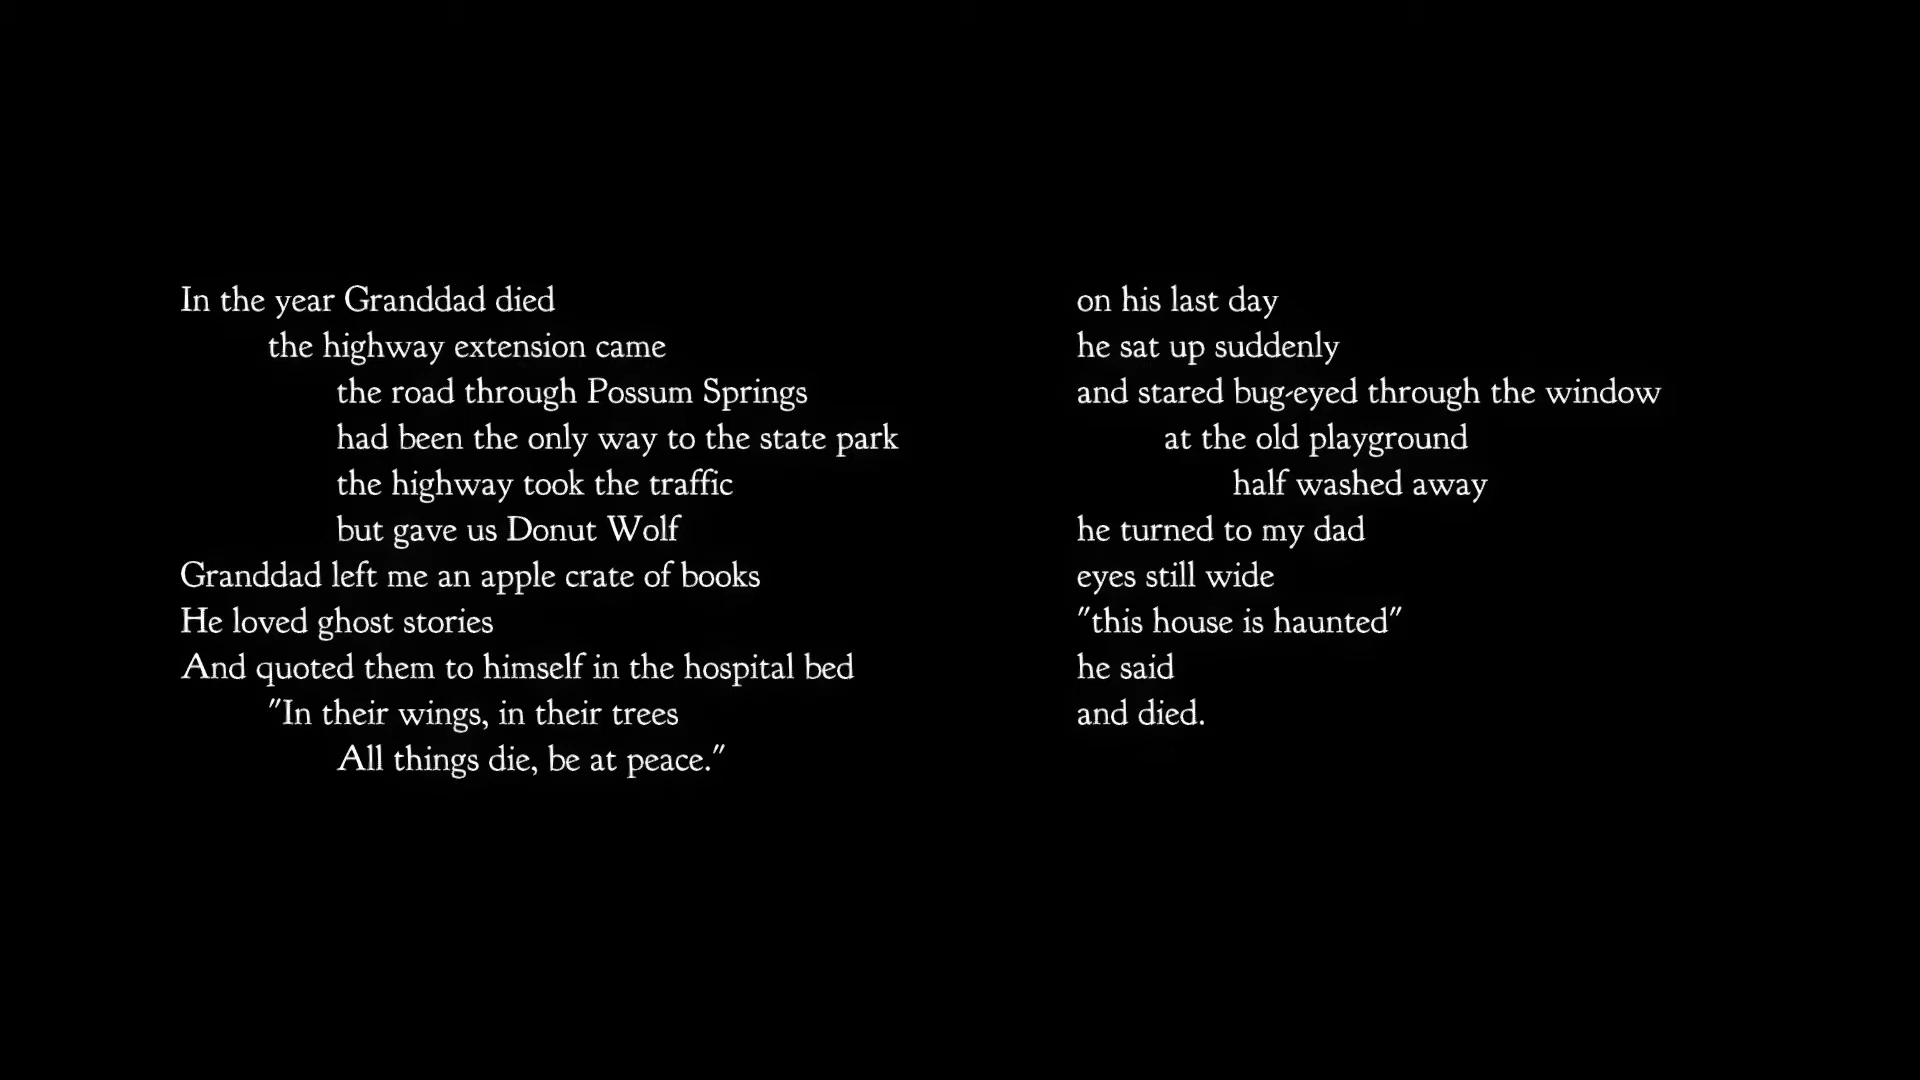 In the year Granddad died
the highway extension came
the road through Possum Springs
had been the only way to the state park
the highway took the traffic
but gave us Donut Wolf
Granddad left me an apple crate of books
He loved ghost stories
And quoted them to himself in the hospital bed
"In their wings, in their trees
All things die, be at peace."
on his last day
he sat up suddenly
and stared bug-eyed through the window
at the old playground
half washed away
he turned to my dad
eyes still wide
"this house is haunted"
he said
and died.